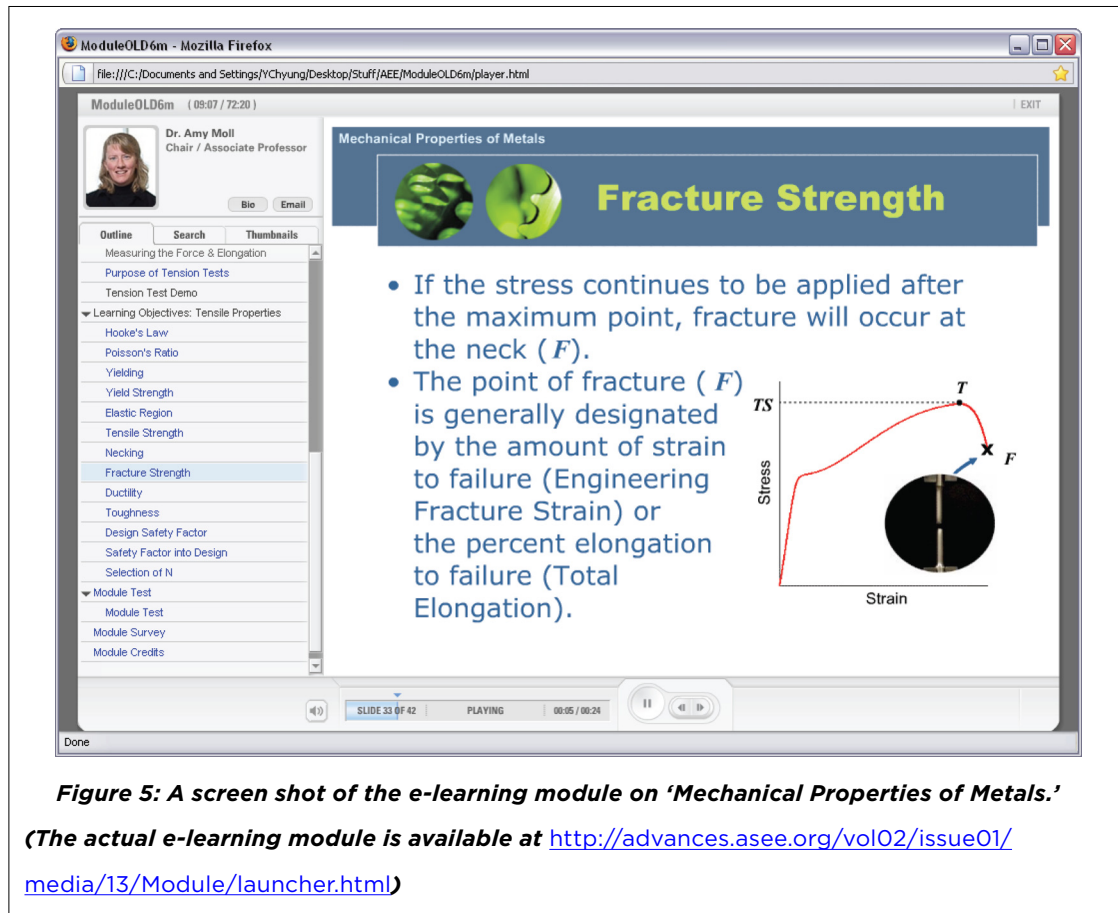 ModuleOLD6m - Mozilla Firefox
file:///C:/Documents and Settings/YChyung/Desktop/Stuff/AEE/ModuleOLD6m/player.html
ModuleOLD6m ( 09:07 / 72:20 )
EXIT
Dr. Amy Moll
Chair / Associate Professor
Bio Email
Outline Search Thumbnails
Measuring the Force & Elongation
Purpose of Tension Tests
Tension Test Demo
Learning Objectives: Tensile Properties
Hooke's Law
Poisson's Ratio
Yielding
Yield Strength
Elastic Region
Tensile Strength
Necking
Fracture Strength
Ductility
Toughness
Design Safety Factor
Safety Factor into Design
Selection of N
Module Test
Module Test
Module Survey
Module Credits
Mechanical Properties of Metals
Fracture Strength
• If the stress continues to be applied after
the maximum point, fracture will occur at
the neck (F).
• The point of fracture ( F)
is generally designated
by the amount of strain
to failure (Engineering
Fracture Strain) or
the percent elongation
to failure (Total
Elongation).
TS
T
F
Stress
Strain
SLIDE 33 OF 42 PLAYING 00:05 / 00:24
Done
Figure 5: A screen shot of the e-learning module on ‘Mechanical Properties of Metals.’
(The actual e-learning module is available at http://advances.asee.org/vol02/issue01/
media/13/Module/launcher.html)